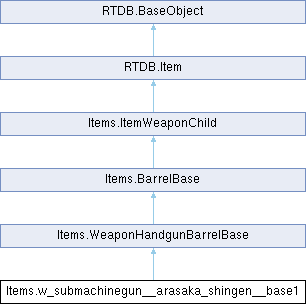 RTDB.BaseObject
RTDB.Item
Items.ItemWeaponChild
Items.BarrelBase
Items.WeaponHandgunBarrelBase
Items.w_submachinegun__arasaka_shingen__base1